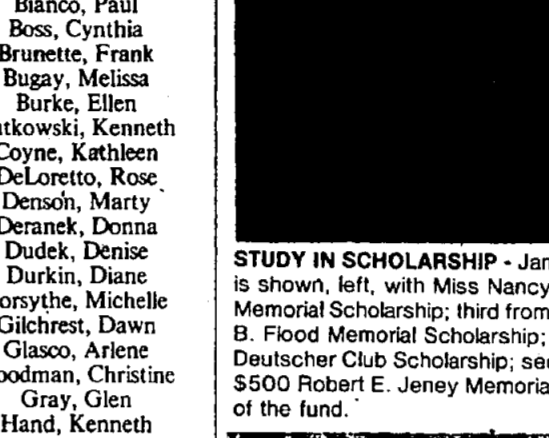 Bianco, Paul
Boss, Cynthia
Brunette, Frank
Bugay, Melissa
Burke, Ellen
utkowski, Kenneth
Coyne, Kathleen
DeLoretto, Rose
Denson, Marty
Deranek, Donna
Dudek, Denise
Durkin, Diane
orsythe, Michelle
Gilchrest, Dawn
Glasco, Arlene
oodman, Christine
Gray, Glen
Hand, Kenneth
STUDY IN SCHOLARSHIP - Jan
is shown, left, with Miss Nancy
Memorial Scholarship; third from
B. Flood Memorial Scholarship;
Deutscher Club Scholarship; sec
$500 Robert E. Jeney Memoria
of the fund.